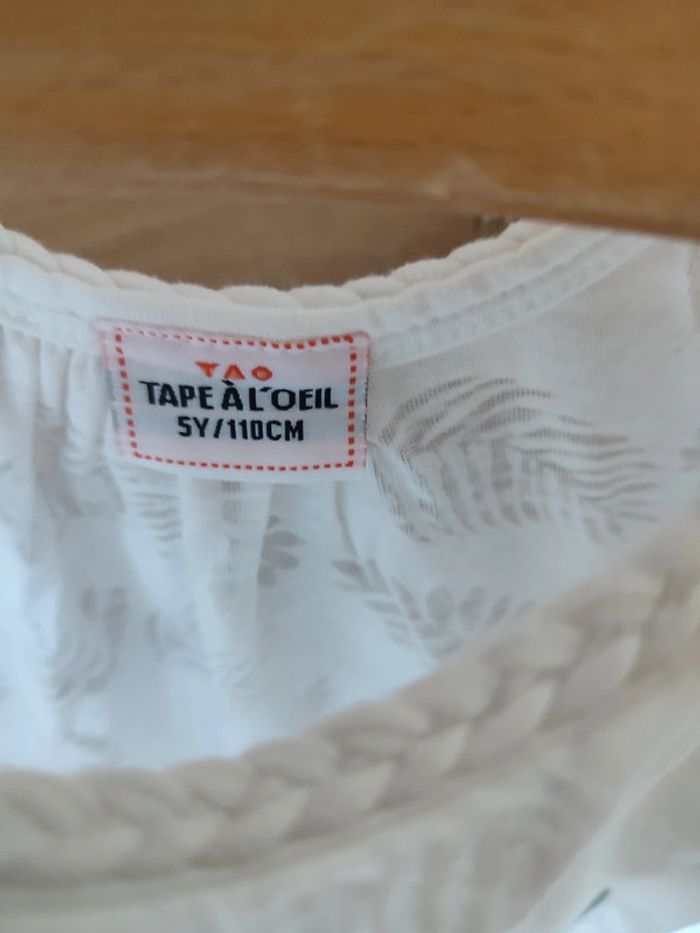 TAO
TAPE À L'OEIL
5Y/110CM